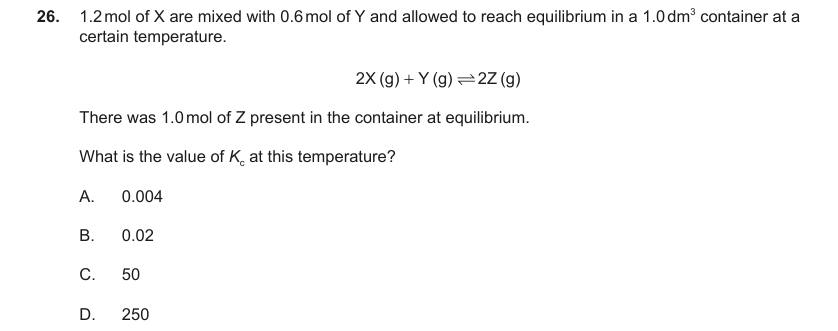 26. 1.2 mol of X are mixed with 0.6 mol of Y and allowed to reach equilibrium in a 1.0 dm³ container at a
certain temperature.
2X (g) + Y (g) ⇌ 2Z (g)
There was 1.0 mol of Z present in the container at equilibrium.
What is the value of K꜀ at this temperature?
A. 0.004
B. 0.02
C. 50
D. 250